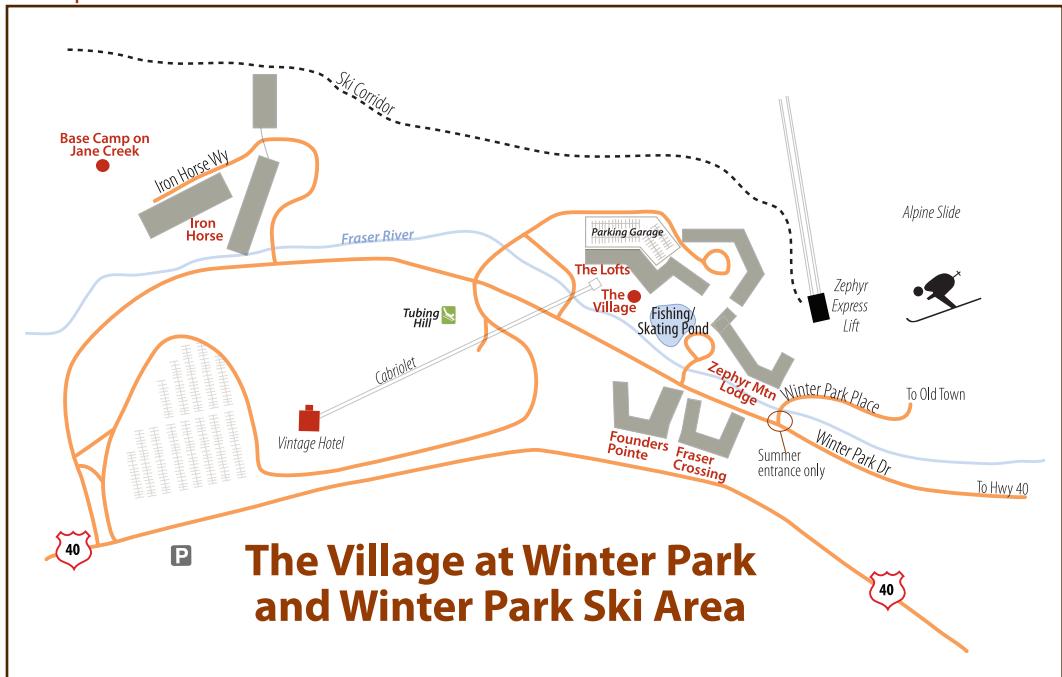 Ski Corridor
Base Camp on
Jane Creek
Iron Horse Wy
Iron
Horse
Fraser River
Parking Garage
Alpine Slide
The Lofts
The
Village
Zephyr
Express
Lift
Tubing
Hill
Fishing/
Skating Pond
Cabriolet
Zephyr Mtn
Lodge
Winter Park Place
To Old Town
Vintage Hotel
Founders
Pointe
Fraser
Crossing
Summer
entrance only
Winter Park Dr
To Hwy 40
40
P
The Village at Winter Park
and Winter Park Ski Area
40